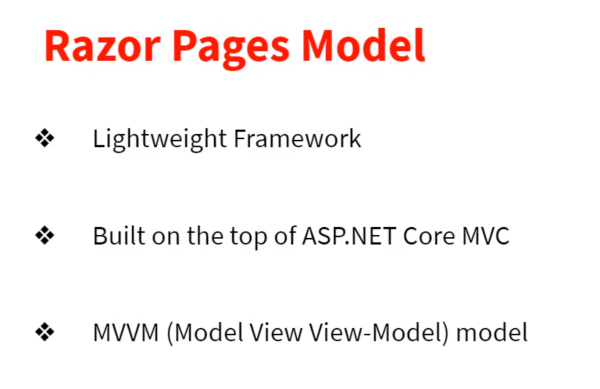 Razor Pages Model
❖ Lightweight Framework
❖ Built on the top of ASP.NET Core MVC
❖ MVVM (Model View View-Model) model